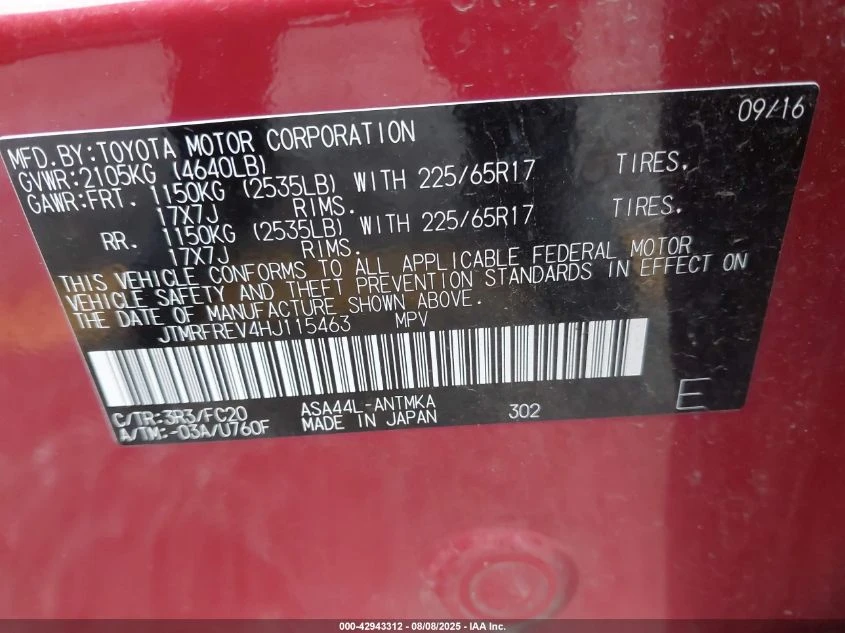 09/16
MFD.BY:TOYOTA MOTOR CORPORATION
GVWR:2105KG (4640LB)
GAWR:FRT. 1150KG (2535LB) WITH 225/65R17 TIRES.
17X7J RIMS.
RR. 1150KG (2535LB) WITH 225/65R17 TIRES.
17X7J RIMS.
THIS VEHICLE CONFORMS TO ALL APPLICABLE FEDERAL MOTOR
VEHICLE SAFETY AND THEFT PREVENTION STANDARDS IN EFFECT ON
THE DATE OF MANUFACTURE SHOWN ABOVE.
JTMRFREV4HJ115463 MPV
C/TR:3R3/FC20 ASA44L-ANTMKA
A/TM:-03A/U760F MADE IN JAPAN 302 E
000-42943312 - 08/08/2025 - IAA Inc.